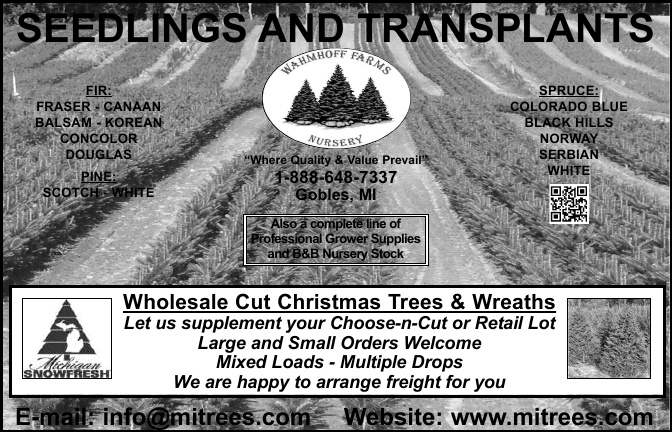 SEEDLINGS AND TRANSPLANTS
WAHMHOFF FARMS
NURSERY
FIR:
FRASER - CANAAN
BALSAM - KOREAN
CONCOLOR
DOUGLAS
PINE:
SCOTCH - WHITE
“Where Quality & Value Prevail”
1-888-648-7337
Gobles, MI
Also a complete line of
Professional Grower Supplies
and B&B Nursery Stock
SPRUCE:
COLORADO BLUE
BLACK HILLS
NORWAY
SERBIAN
WHITE
Michigan
SNOWFRESH
Wholesale Cut Christmas Trees & Wreaths
Let us supplement your Choose-n-Cut or Retail Lot
Large and Small Orders Welcome
Mixed Loads - Multiple Drops
We are happy to arrange freight for you
E-mail: info@mitrees.com Website: www.mitrees.com